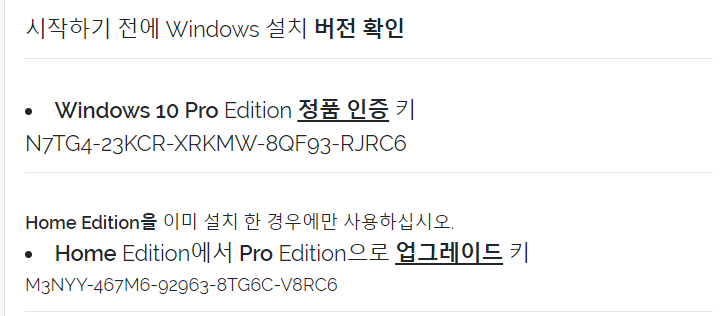 시작하기 전에 Windows 설치 버전 확인
• Windows 10 Pro Edition 정품 인증 키
N7TG4-23KCR-XRKMW-8QF93-RJRC6
Home Edition을 이미 설치 한 경우에만 사용하십시오.
• Home Edition에서 Pro Edition으로 업그레이드 키
M3NYY-467M6-92963-8TG6C-V8RC6